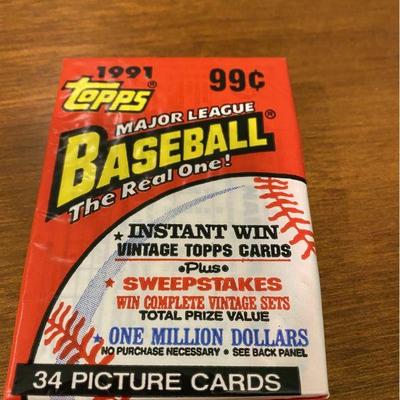 1991 99¢
TOPPS®
MAJOR LEAGUE
BASEBALL®
The Real One!
★ INSTANT WIN
VINTAGE TOPPS CARDS
•Plus•
★ SWEEPSTAKES
WIN COMPLETE VINTAGE SETS
TOTAL PRIZE VALUE
★ ONE MILLION DOLLARS
NO PURCHASE NECESSARY • SEE BACK PANEL
34 PICTURE CARDS